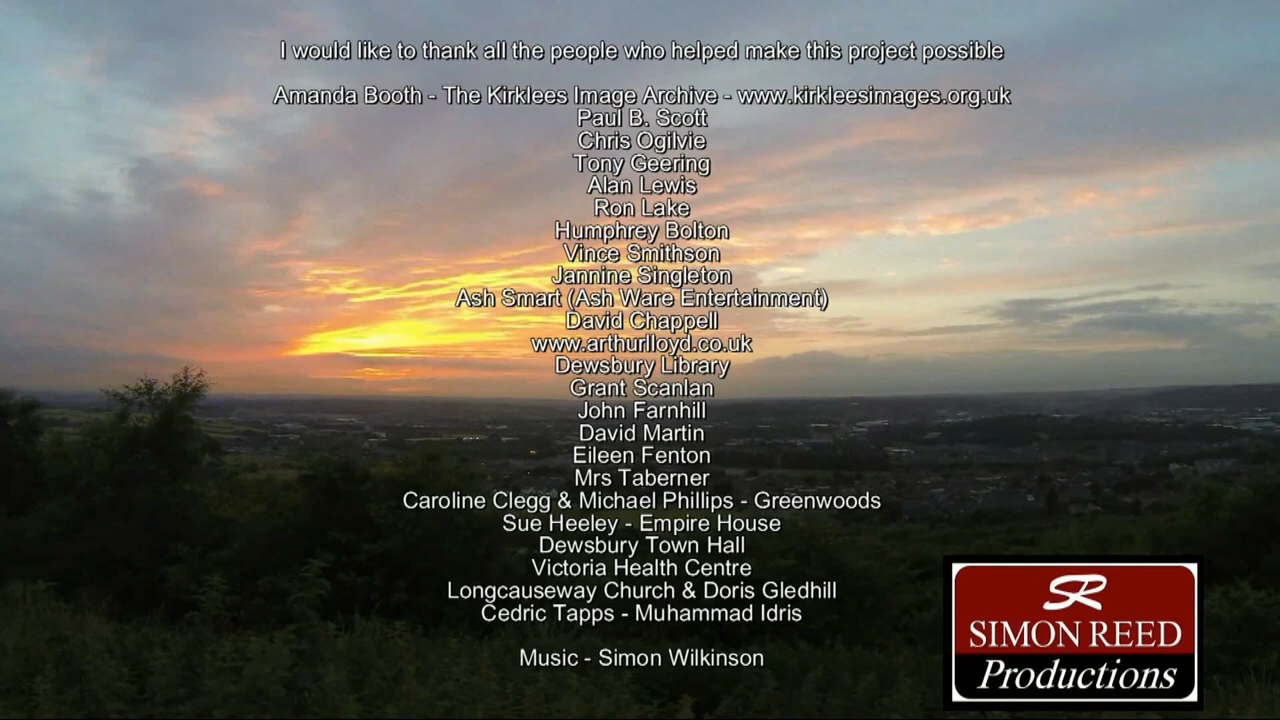 I would like to thank all the people who helped make this project possible
Amanda Booth - The Kirklees Image Archive - www.kirkleesimages.org.uk
Paul B. Scott
Chris Ogilvie
Tony Geering
Alan Lewis
Ron Lake
Humphrey Bolton
Vince Smithson
Jannine Singleton
Ash Smart (Ash Ware Entertainment)
David Chappell
www.arthurlloyd.co.uk
Dewsbury Library
Grant Scanlan
John Farnhill
David Martin
Eileen Fenton
Mrs Taberner
Caroline Clegg & Michael Phillips - Greenwoods
Sue Heeley - Empire House
Dewsbury Town Hall
Victoria Health Centre
Longcauseway Church & Doris Gledhill
Cedric Tapps - Muhammad Idris
Music - Simon Wilkinson
SR
SIMON REED
Productions